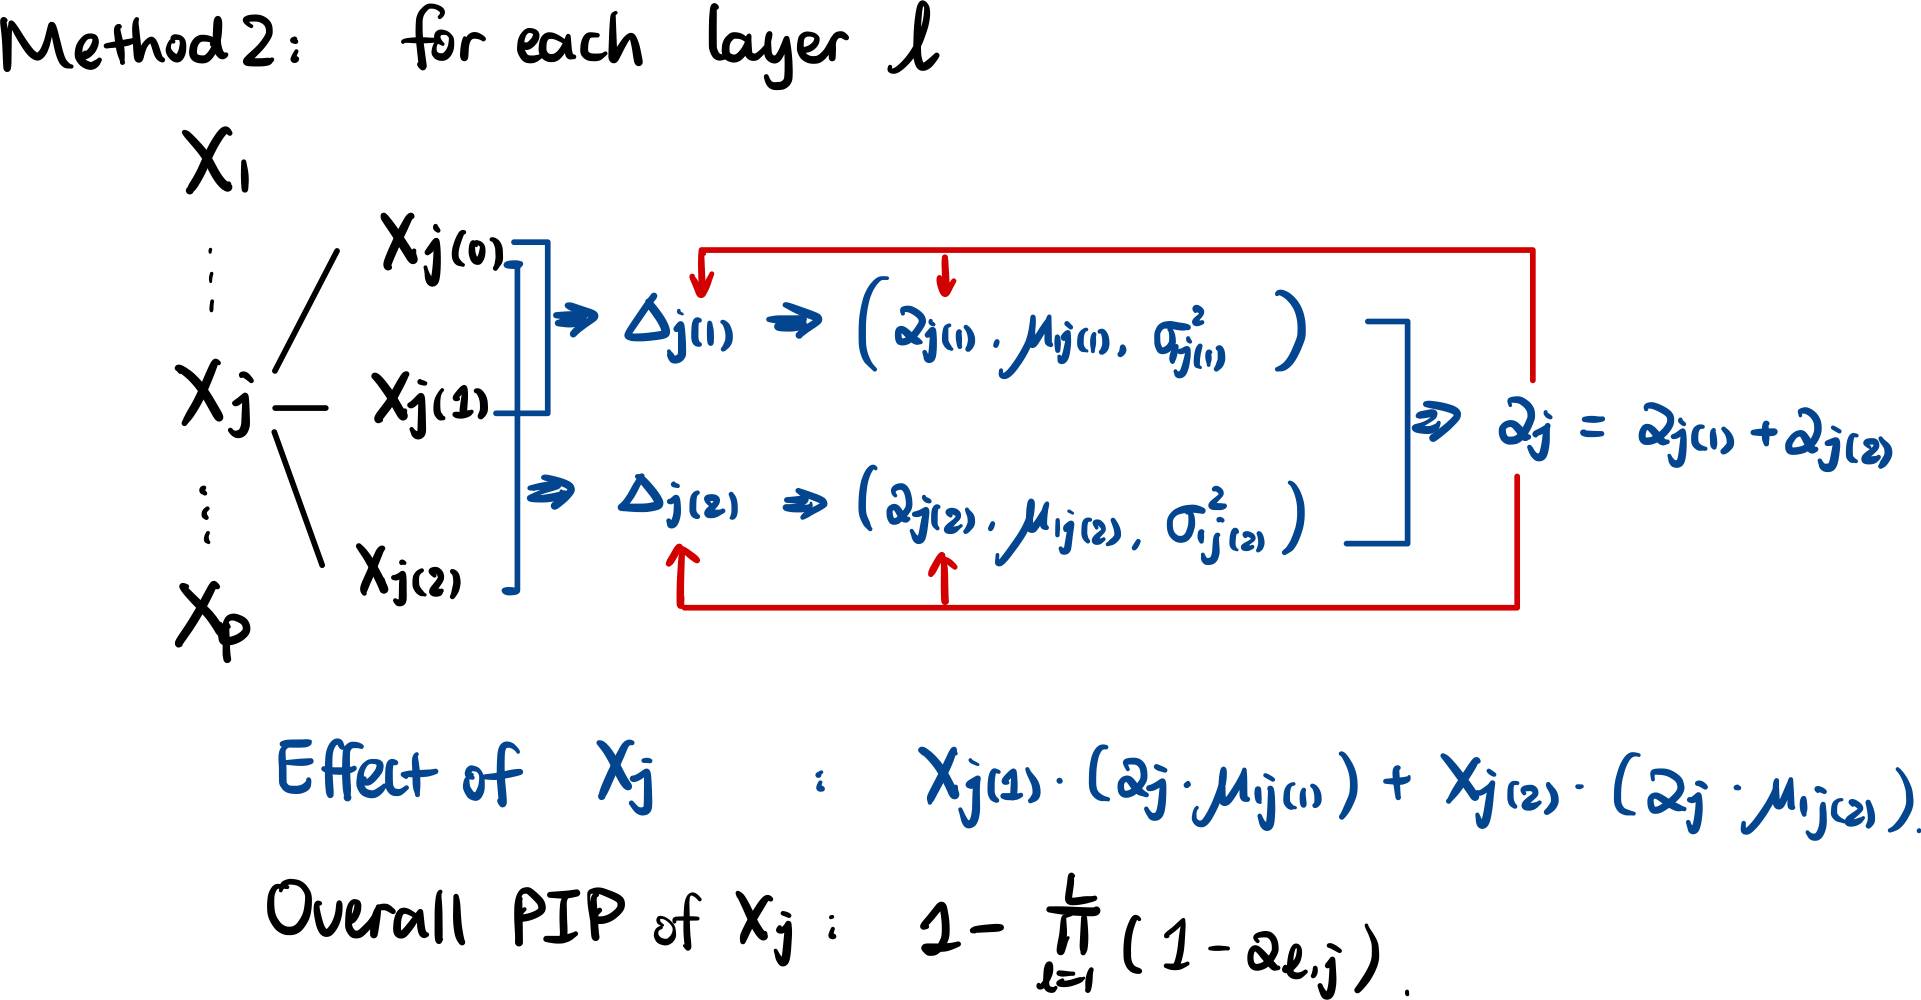 Method 2: for each layer l
X₁
Xj(0)
Δj(1) ⇒ (αj(1), μ₁j(1), σ²₁j(1))
Xj Xj(1)
⇒ αj = αj(1) + αj(2)
Δj(2) ⇒ (αj(2), μ₁j(2), σ²₁j(2))
Xj(2)
Xp
Effect of Xj : Xj(1) · (αj · μ₁j(1)) + Xj(2) · (αj · μ₁j(2)).
Overall PIP of Xj : 1 - ∏_{l=1}^{L} (1 - αl,j).